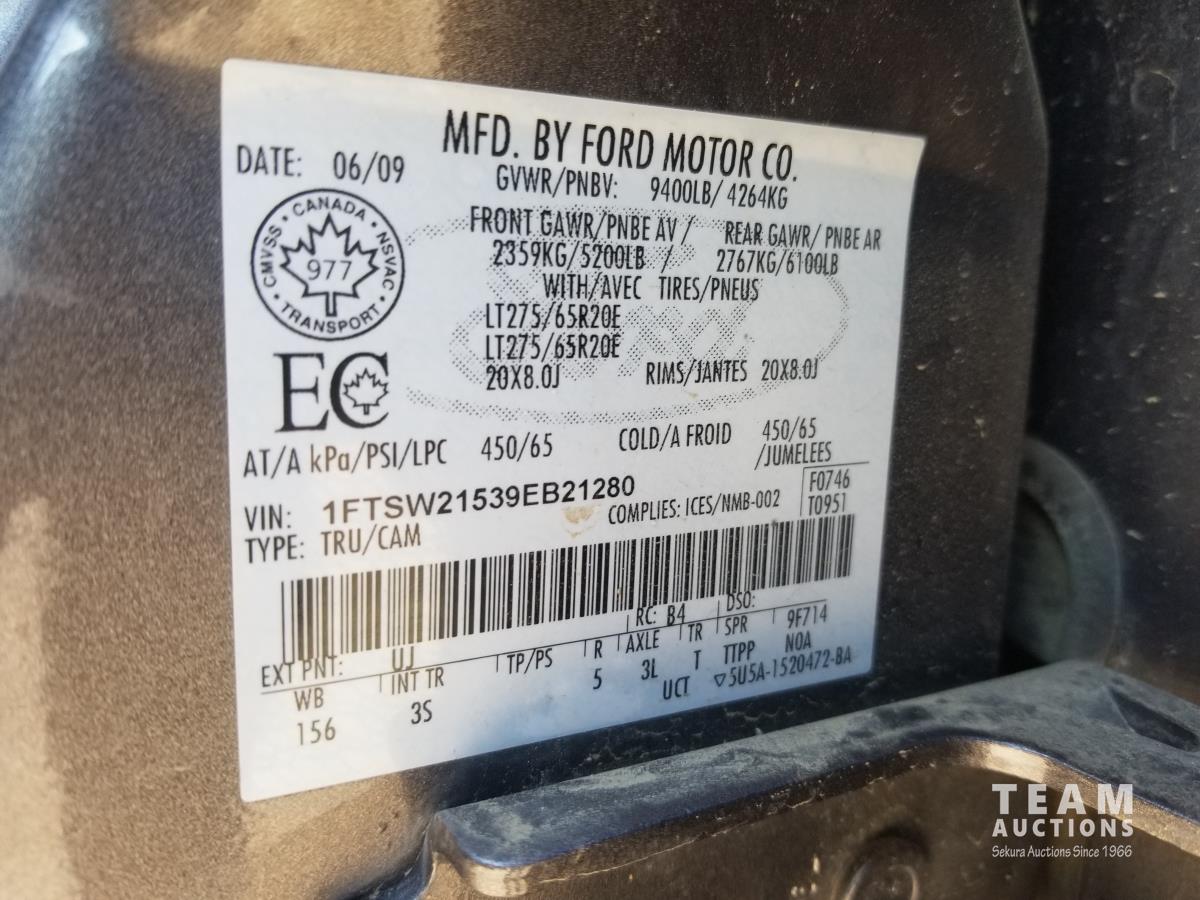 MFD. BY FORD MOTOR CO.
DATE: 06/09
GVWR/PNBV: 9400LB/ 4264KG
CMVSS • CANADA • NSVAC • TRANSPORT •
977
FRONT GAWR/PNBE AV / REAR GAWR/ PNBE AR
2359KG/5200LB / 2767KG/6100LB
WITH/AVEC TIRES/PNEUS
LT275/65R20E
LT275/65R20E
EC
20X8.0J RIMS/JANTES 20X8.0J
AT/A kPa/PSI/LPC 450/65 COLD/A FROID 450/65
/JUMELEES
VIN: 1FTSW21539EB21280
COMPLIES: ICES/NMB-002
F0746
T0951
TYPE: TRU/CAM
EXT PNT: UJ RC: B4 DSO:
WB INT TR TP/PS R AXLE TR SPR 9F714
156 3S 5 3L T TTPP N0A
UCT ▽5U5A-1520472-BA
TEAM
AUCTIONS
Sekura Auctions Since 1966